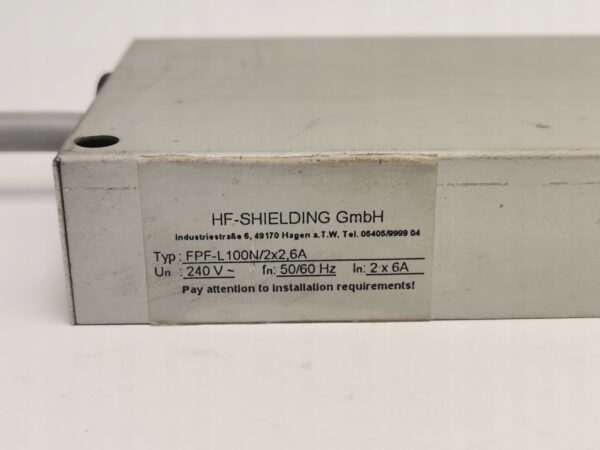 HF-SHIELDING GmbH
Industriestraße 6, 49170 Hagen a.T.W, Tel. 05405/9999 04
Typ : FPF-L100N/2x2,6A
Un : 240 V ~ fn: 50/60 Hz In: 2 x 6A
Pay attention to installation requirements!